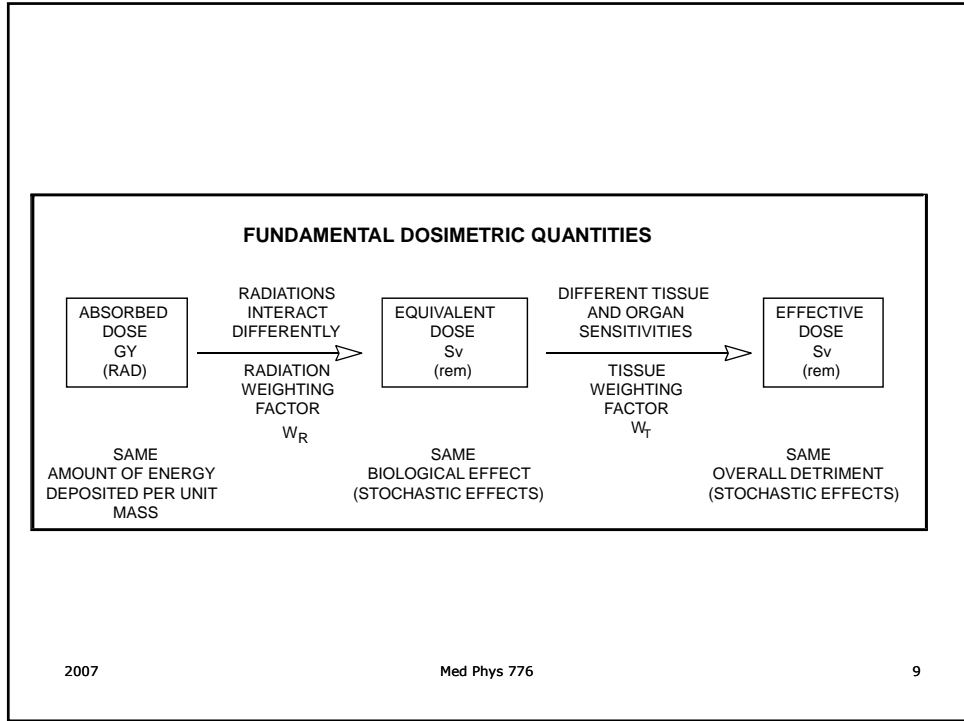 FUNDAMENTAL DOSIMETRIC QUANTITIES
ABSORBED
DOSE
GY
(RAD)
RADIATIONS
INTERACT
DIFFERENTLY
RADIATION
WEIGHTING
FACTOR
WR
EQUIVALENT
DOSE
Sv
(rem)
DIFFERENT TISSUE
AND ORGAN
SENSITIVITIES
TISSUE
WEIGHTING
FACTOR
WT
EFFECTIVE
DOSE
Sv
(rem)
SAME
AMOUNT OF ENERGY
DEPOSITED PER UNIT
MASS
SAME
BIOLOGICAL EFFECT
(STOCHASTIC EFFECTS)
SAME
OVERALL DETRIMENT
(STOCHASTIC EFFECTS)
2007 Med Phys 776 9